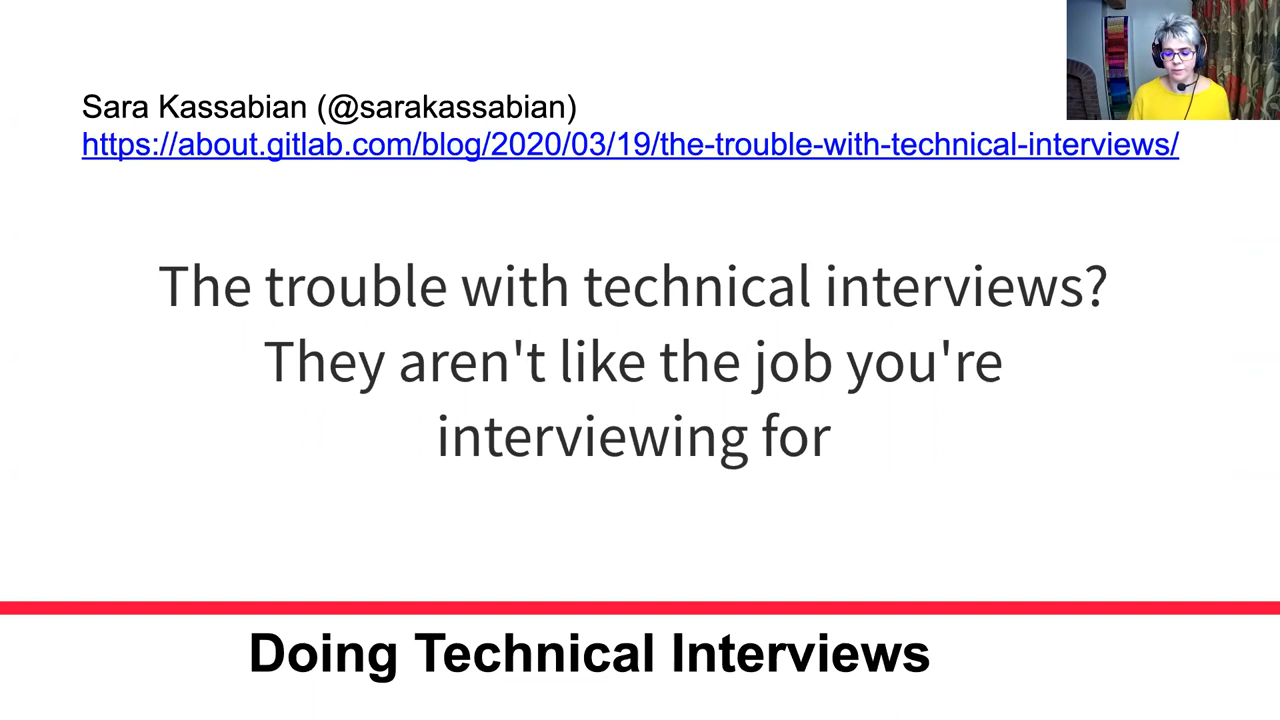 Sara Kassabian (@sarakassabian)
https://about.gitlab.com/blog/2020/03/19/the-trouble-with-technical-interviews/
The trouble with technical interviews?
They aren't like the job you're
interviewing for
Doing Technical Interviews